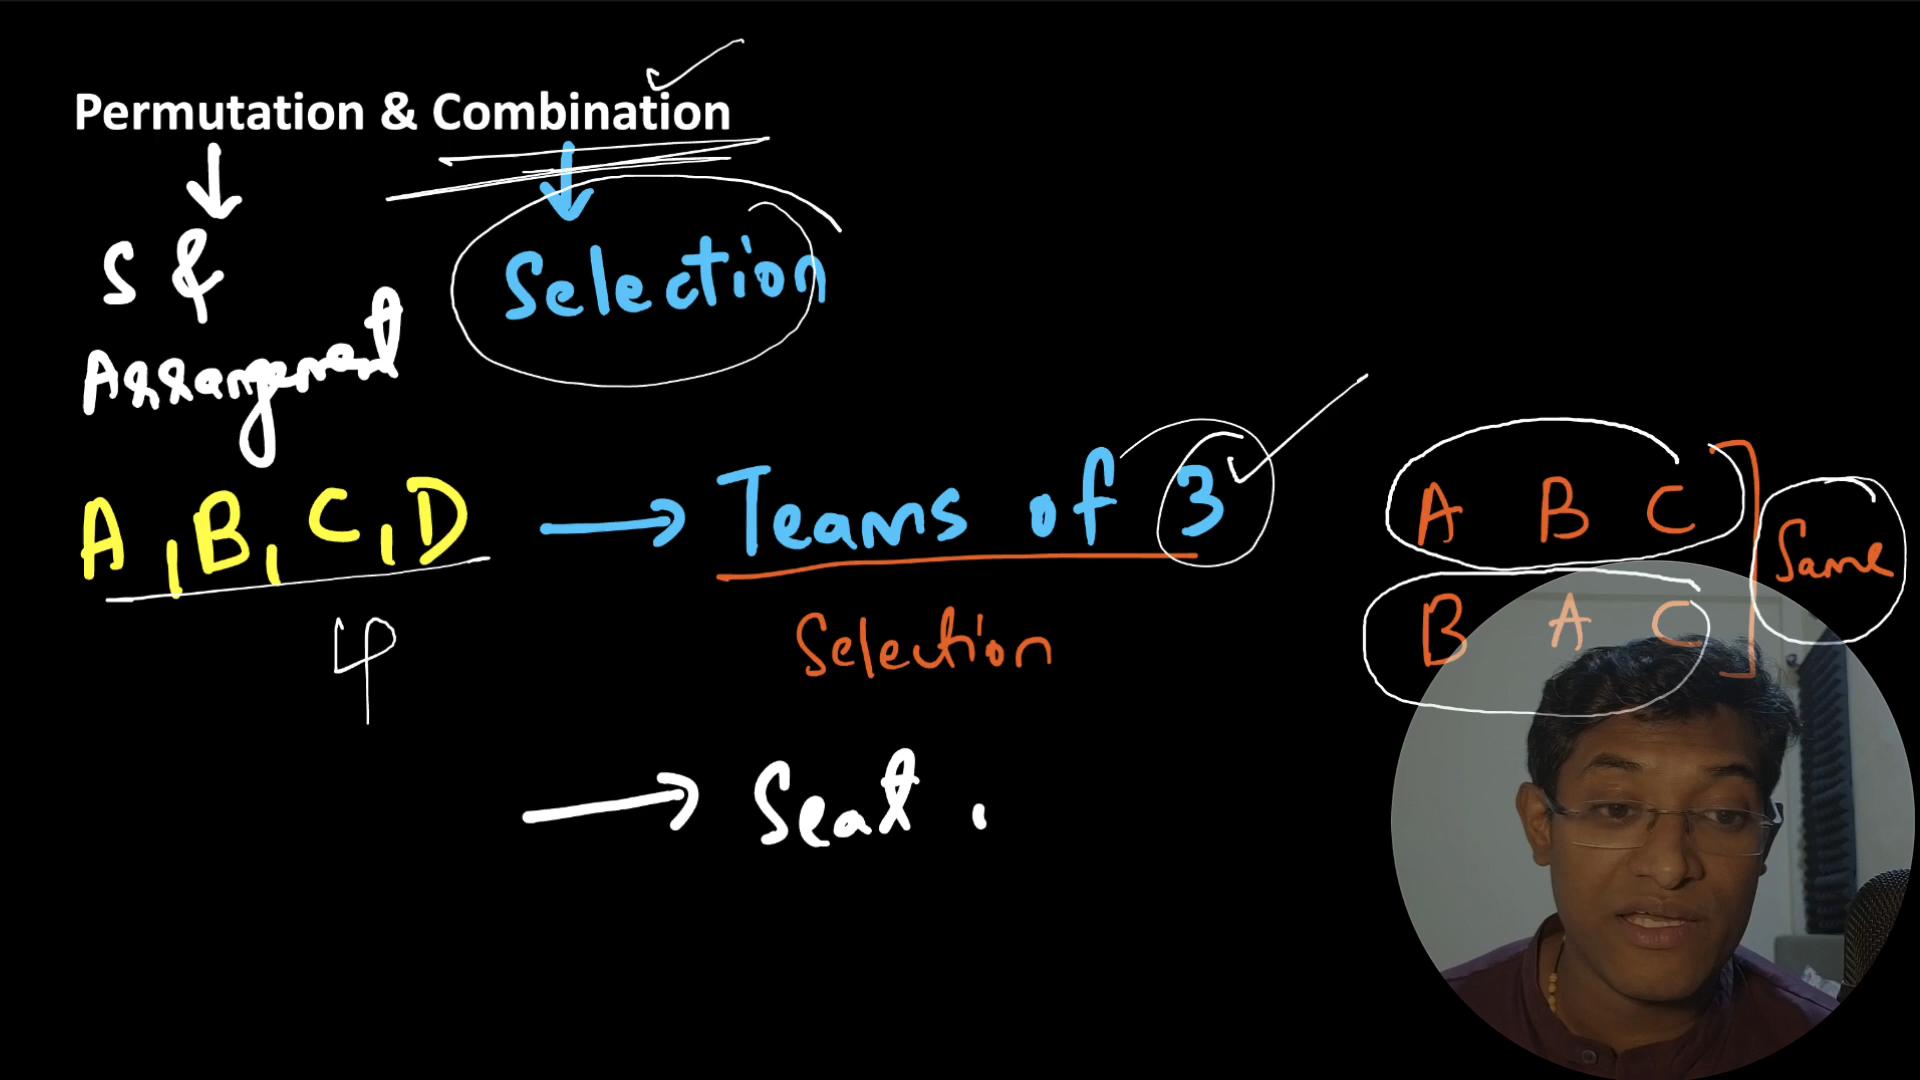 Permutation & Combination
S &
Arrangement
Selection
A, B, C, D → Teams of 3
4
Selection
A B C
B A C
Same
→ Seat